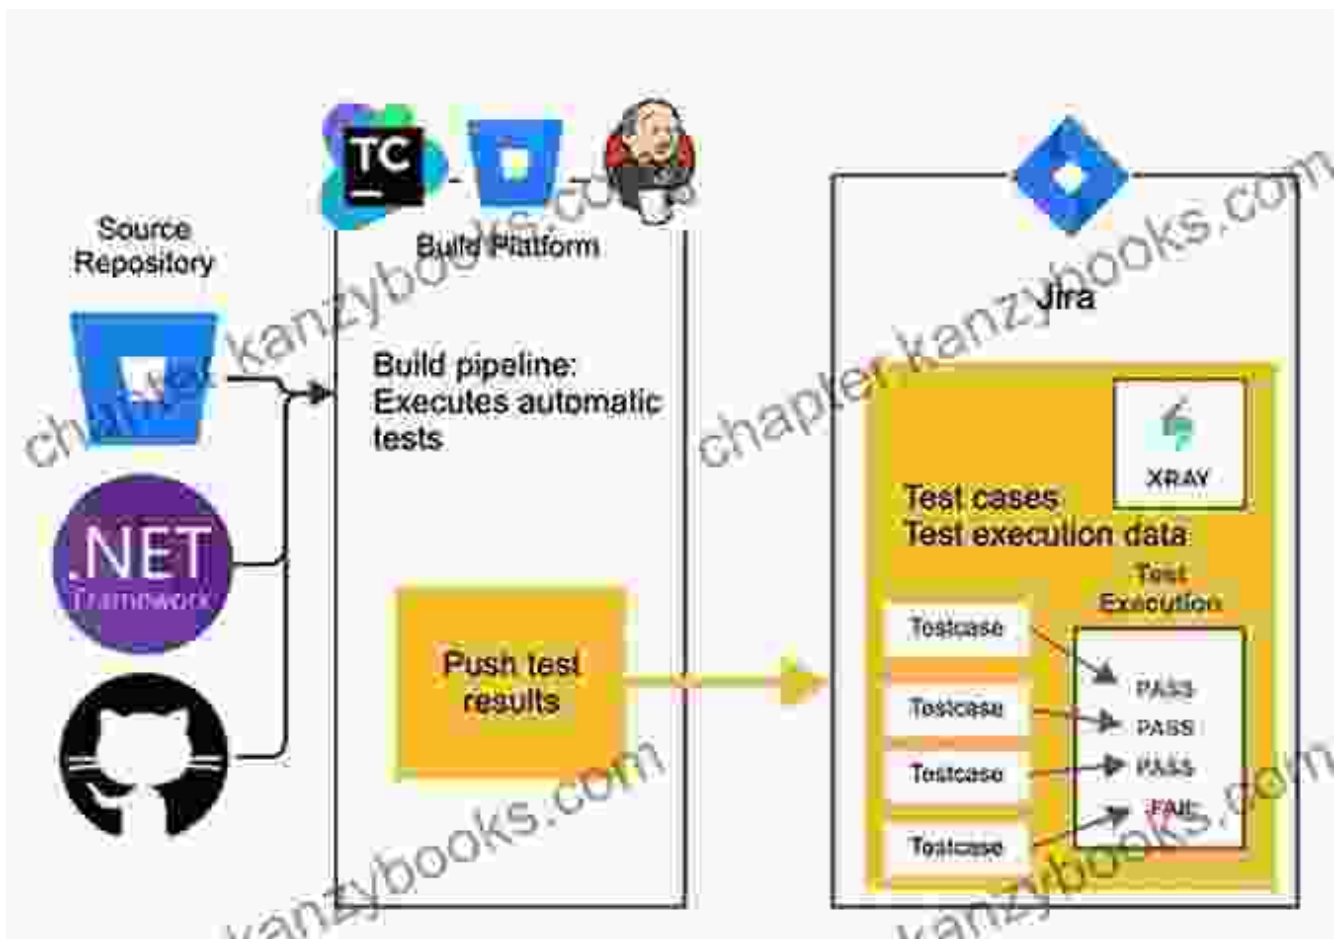 TC
Source
Repository
Build Platform
Jira
Build pipeline:
Executes automatic
tests
XRAY
Test cases
Test execution data
.NET
Framework
Test
Execution
Push test
results
Testcase
PASS
Testcase
PASS
Testcase
PASS
Testcase
FAIL
chapter.kanzybooks.com
chapter.kanzybooks.com
kanzybooks.com
kanzybooks.com